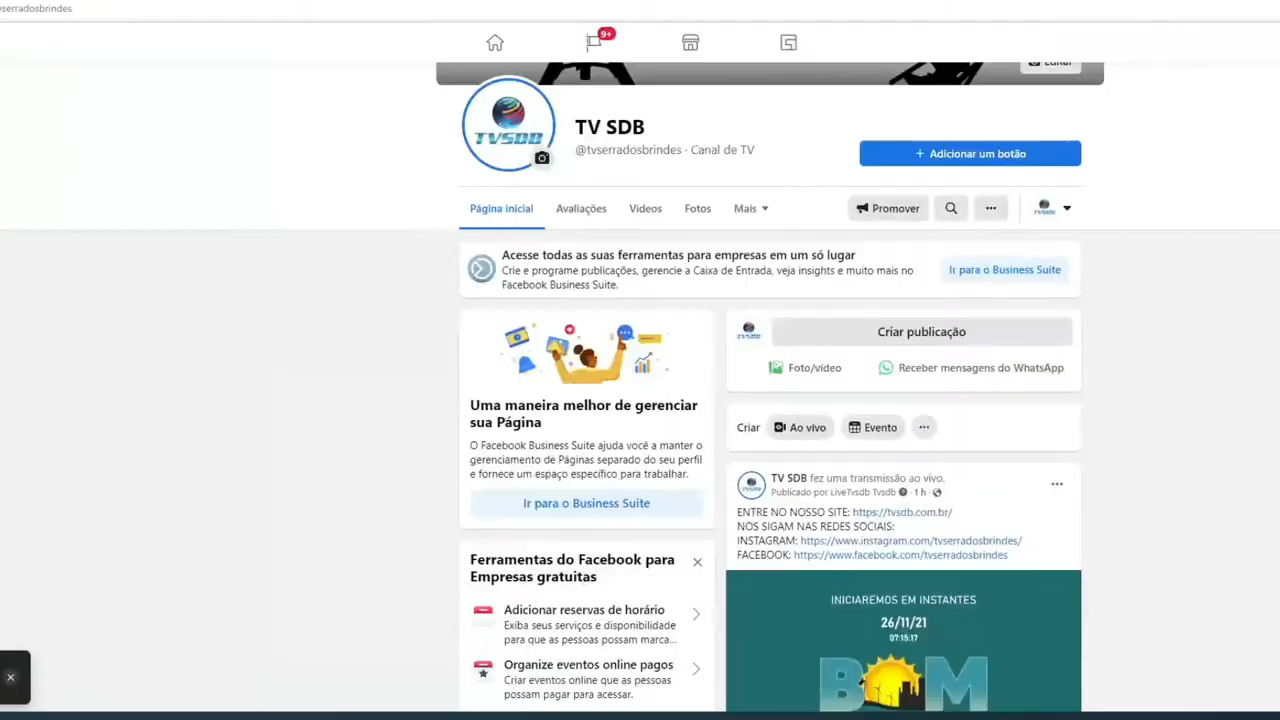 vserradosbrindes
9+
Editar
TVSDB
TV SDB
@tvserradosbrindes · Canal de TV
+ Adicionar um botão
Página inicial
Avaliações
Vídeos
Fotos
Mais
Promover
Acesse todas as suas ferramentas para empresas em um só lugar
Crie e programe publicações, gerencie a Caixa de Entrada, veja insights e muito mais no
Facebook Business Suite.
Ir para o Business Suite
Criar publicação
Foto/vídeo
Receber mensagens do WhatsApp
Uma maneira melhor de gerenciar
sua Página
O Facebook Business Suite ajuda você a manter o
gerenciamento de Páginas separado do seu perfil
e fornece um espaço específico para trabalhar.
Ir para o Business Suite
Criar
Ao vivo
Evento
TV SDB fez uma transmissão ao vivo.
Publicado por LiveTvsdb Tvsdb · 1 h ·
ENTRE NO NOSSO SITE: https://tvsdb.com.br/
NOS SIGAM NAS REDES SOCIAIS:
INSTAGRAM: https://www.instagram.com/tvserradosbrindes/
FACEBOOK: https://www.facebook.com/tvserradosbrindes
Ferramentas do Facebook para
Empresas gratuitas
Adicionar reservas de horário
Exiba seus serviços e disponibilidade
para que as pessoas possam marca...
Organize eventos online pagos
Criar eventos online que as pessoas
possam pagar para acessar.
INICIAREMOS EM INSTANTES
26/11/21
07:15:17
BOM